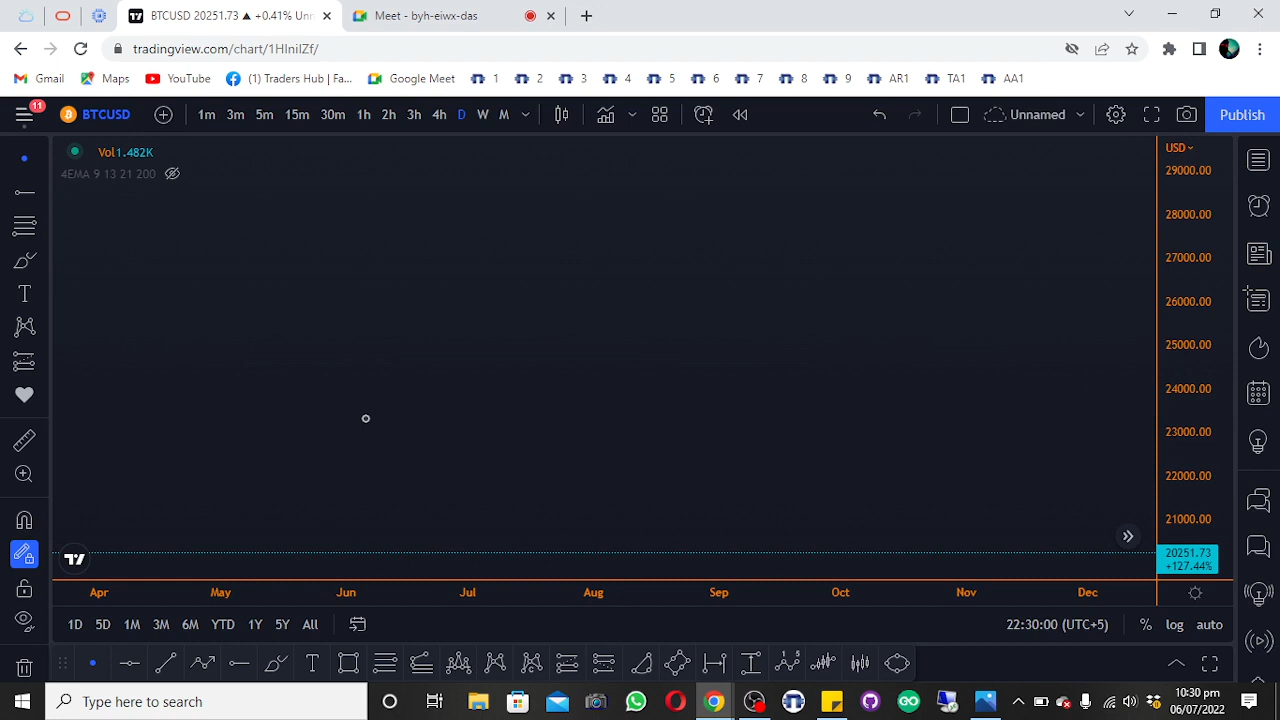 BTCUSD 20251.73 ▲ +0.41% Unr
Meet - byh-eiwx-das
tradingview.com/chart/1HlniIZf/
Gmail Maps YouTube (1) Traders Hub | Fa... Google Meet 1 2 3 4 5 6 7 8 9 AR1 TA1 AA1
11 BTCUSD 1m 3m 5m 15m 30m 1h 2h 3h 4h D W M Unnamed Publish
Vol 1.482K
4EMA 9 13 21 200
USD
29000.00
28000.00
27000.00
26000.00
25000.00
24000.00
23000.00
22000.00
21000.00
20251.73
+127.44%
Apr May Jun Jul Aug Sep Oct Nov Dec
1D 5D 1M 3M 6M YTD 1Y 5Y All 22:30:00 (UTC+5) % log auto
Type here to search
10:30 pm
06/07/2022